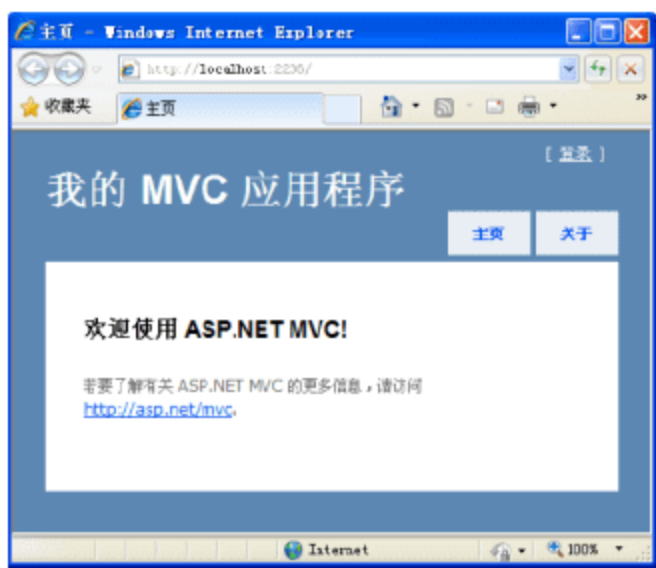 主页 - Windows Internet Explorer
http://localhost:2236/
收藏夹
主页
[ 登录 ]
我的 MVC 应用程序
主页
关于
欢迎使用 ASP.NET MVC!
若要了解有关 ASP.NET MVC 的更多信息，请访问
http://asp.net/mvc。
Internet
100%